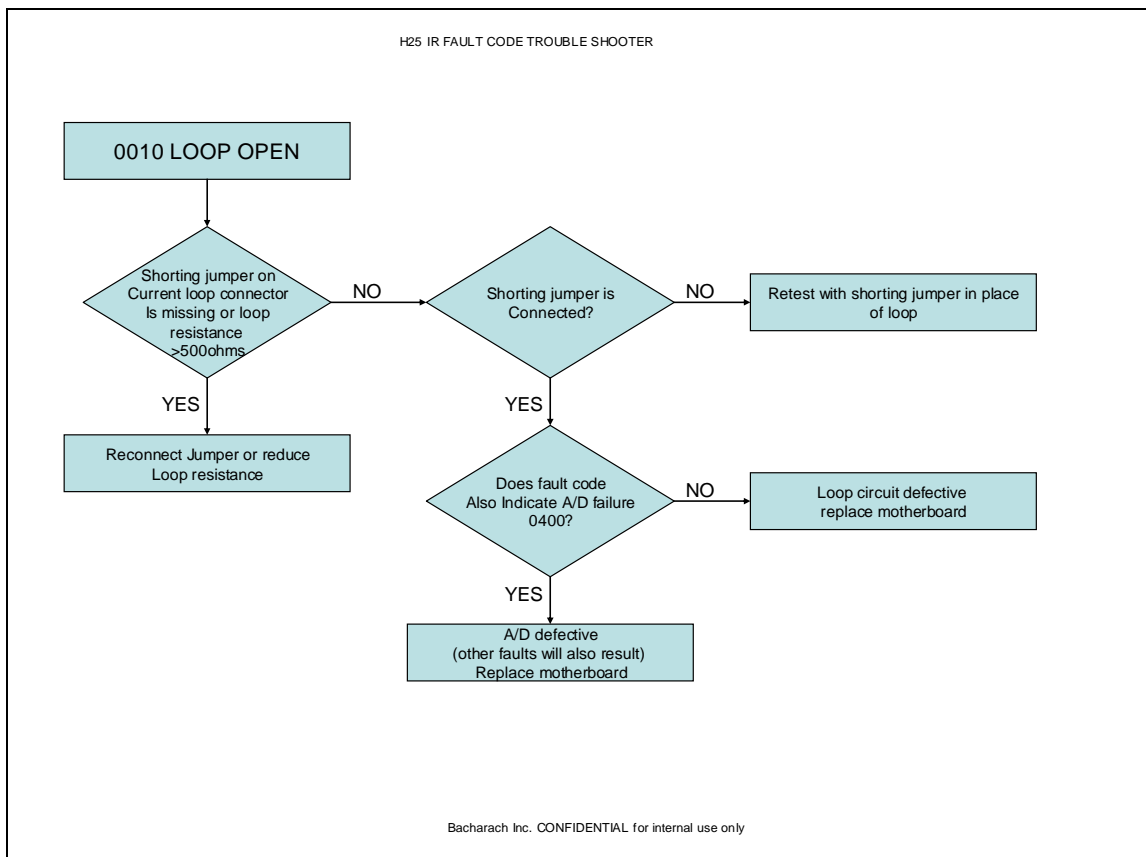 H25 IR FAULT CODE TROUBLE SHOOTER
0010 LOOP OPEN
Shorting jumper on
Current loop connector
Is missing or loop
resistance
>500ohms
NO
Shorting jumper is
Connected?
NO
Retest with shorting jumper in place
of loop
YES
Reconnect Jumper or reduce
Loop resistance
YES
Does fault code
Also Indicate A/D failure
0400?
NO
Loop circuit defective
replace motherboard
YES
A/D defective
(other faults will also result)
Replace motherboard
Bacharach Inc. CONFIDENTIAL for internal use only